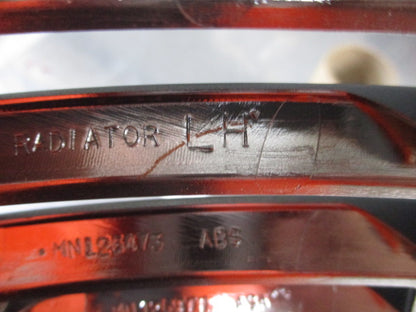 RADIATOR LH
MN128473 ABS